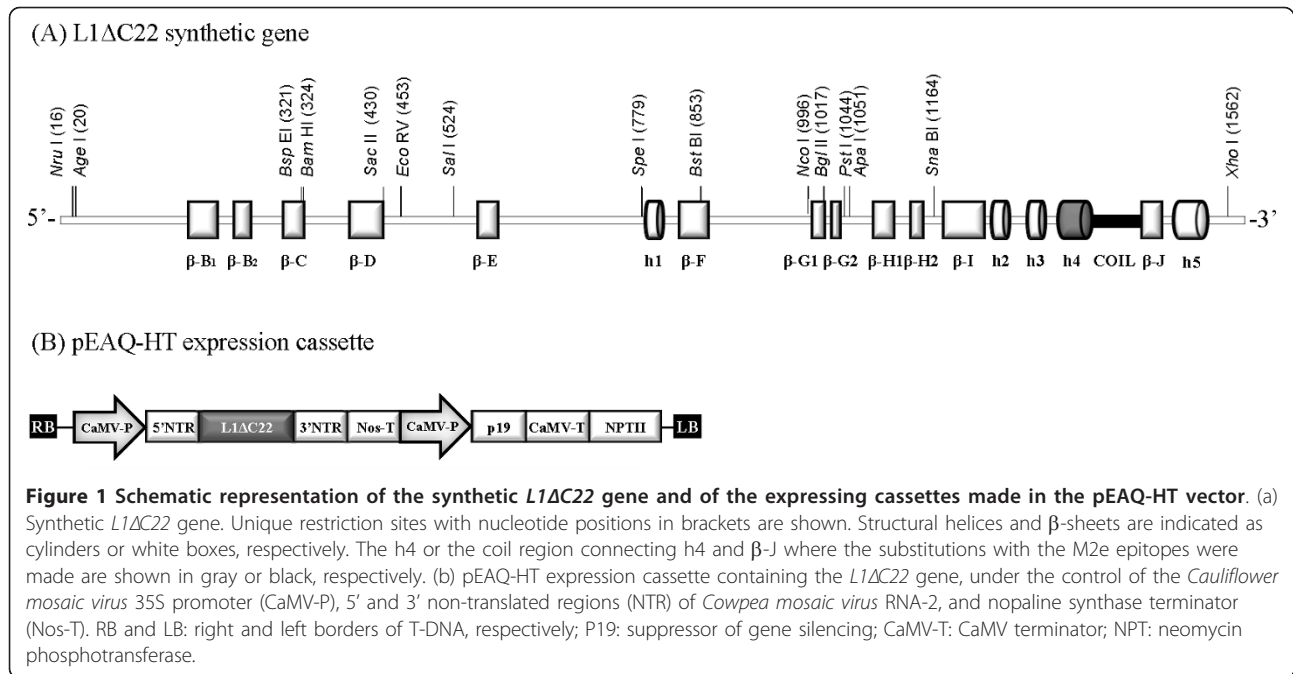 (A) L1ΔC22 synthetic gene
Nru I (16)
Age I (20)
Bsp EI (321)
Bam HI (324)
Sac II (430)
Eco RV (453)
Sal I (524)
Spe I (779)
Bst BI (853)
Nco I (996)
Bgl II (1017)
Pst I (1044)
Apa I (1051)
Sna BI (1164)
Xho I (1562)
5’- -3’
β-B1 β-B2 β-C β-D β-E h1 β-F β-G1 β-G2 β-H1 β-H2 β-I h2 h3 h4 COIL β-J h5
(B) pEAQ-HT expression cassette
RB CaMV-P 5’NTR L1ΔC22 3’NTR Nos-T CaMV-P p19 CaMV-T NPTII LB
Figure 1 Schematic representation of the synthetic L1ΔC22 gene and of the expressing cassettes made in the pEAQ-HT vector. (a)
Synthetic L1ΔC22 gene. Unique restriction sites with nucleotide positions in brackets are shown. Structural helices and β-sheets are indicated as
cylinders or white boxes, respectively. The h4 or the coil region connecting h4 and β-J where the substitutions with the M2e epitopes were
made are shown in gray or black, respectively. (b) pEAQ-HT expression cassette containing the L1ΔC22 gene, under the control of the Cauliflower
mosaic virus 35S promoter (CaMV-P), 5’ and 3’ non-translated regions (NTR) of Cowpea mosaic virus RNA-2, and nopaline synthase terminator
(Nos-T). RB and LB: right and left borders of T-DNA, respectively; P19: suppressor of gene silencing; CaMV-T: CaMV terminator; NPT: neomycin
phosphotransferase.